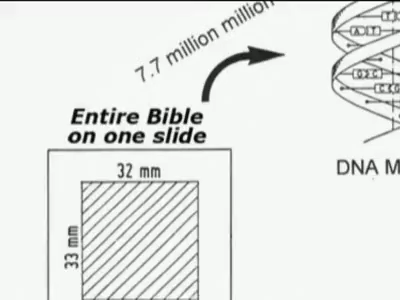 7.7 million million
Entire Bible
on one slide
32 mm
33 mm
DNA M